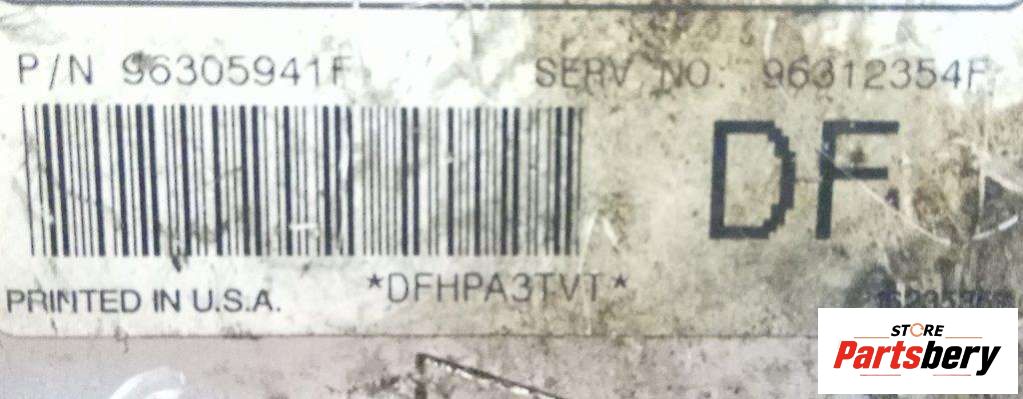 P/N 96305941F SERV NO: 96312354F
DF
*DFHPA3TVT*
PRINTED IN U.S.A.
STORE
Partsbery